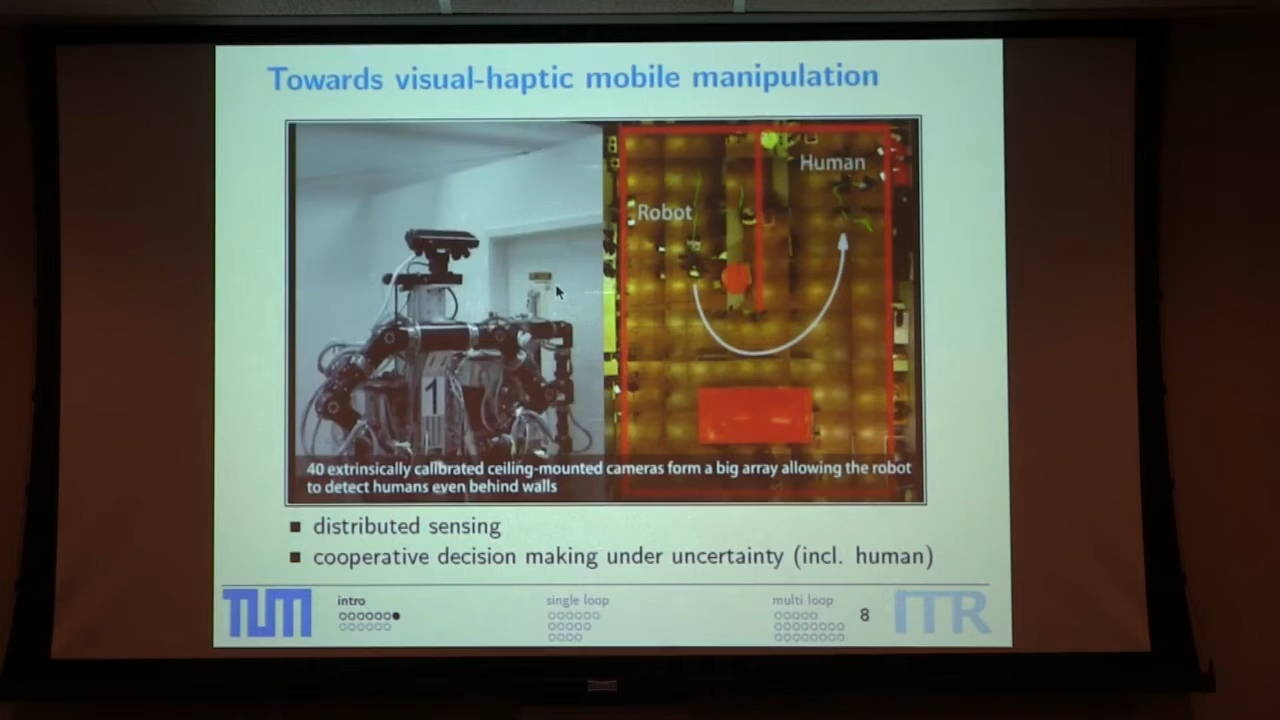 Towards visual-haptic mobile manipulation
Human
Robot
1
40 extrinsically calibrated ceiling-mounted cameras form a big array allowing the robot
to detect humans even behind walls
distributed sensing
cooperative decision making under uncertainty (incl. human)
TUM
intro
single loop
multi loop
8
ITR